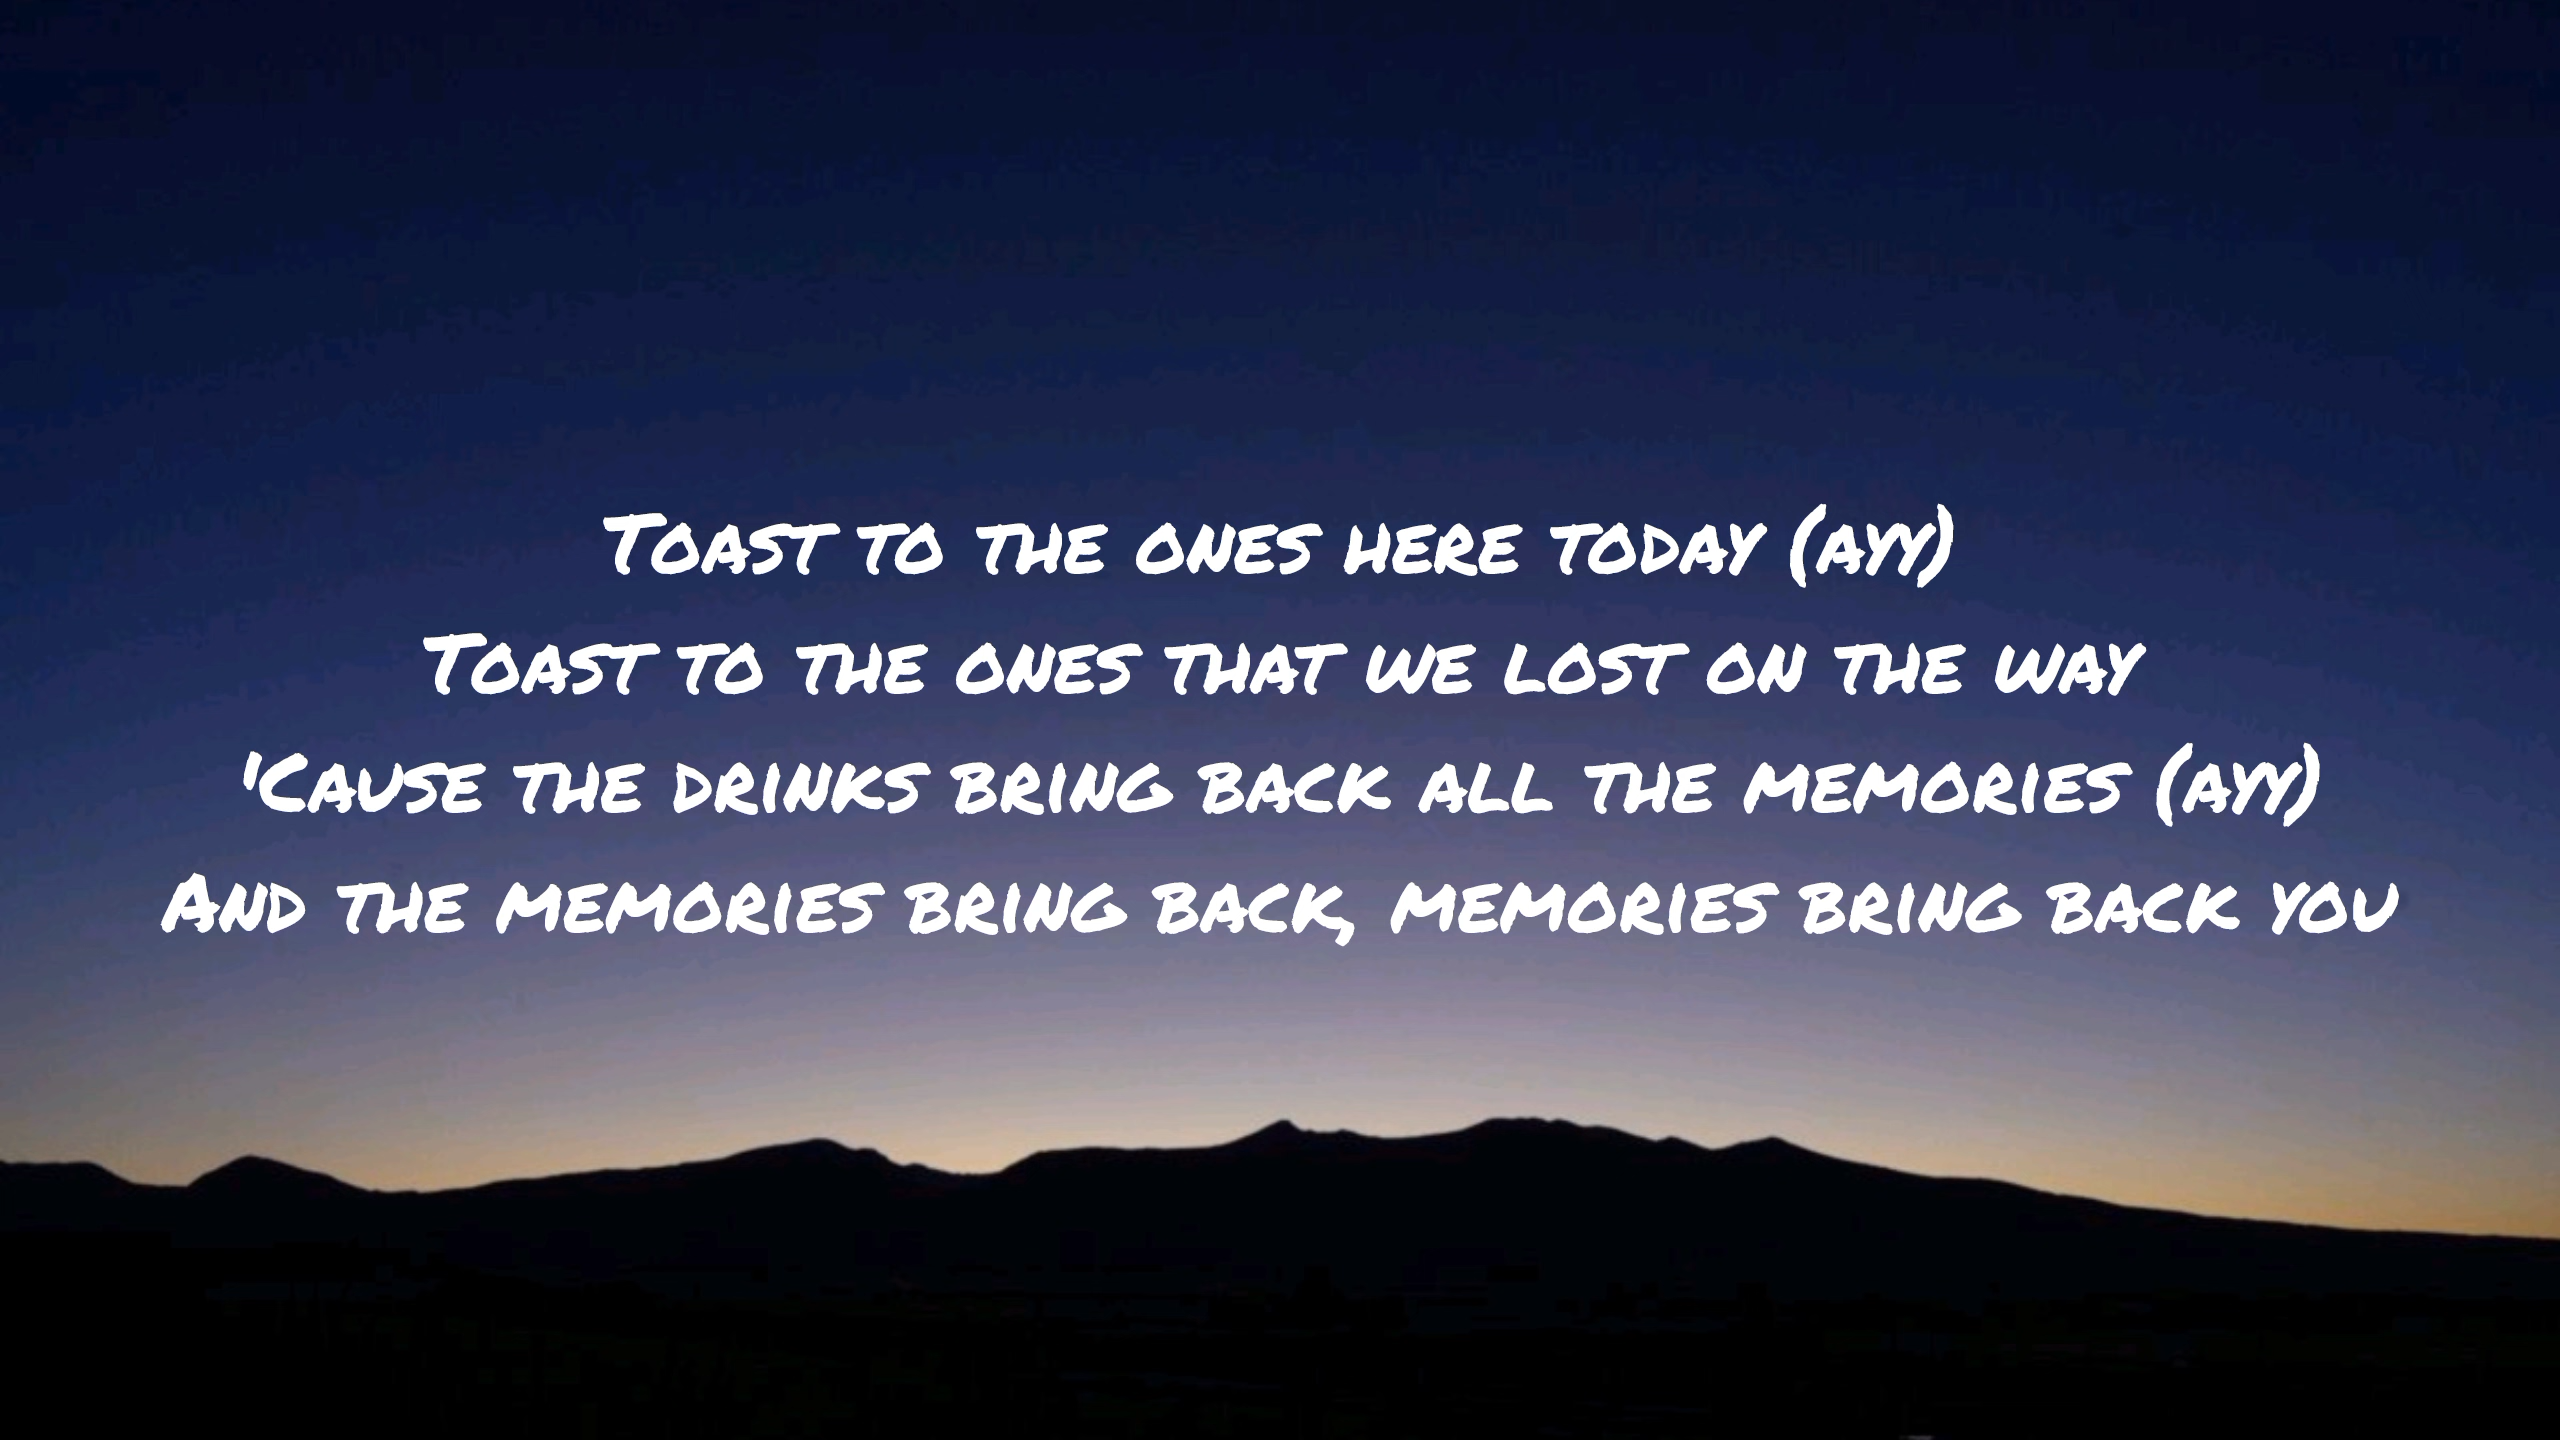 Toast to the ones here today (ayy)
Toast to the ones that we lost on the way
'Cause the drinks bring back all the memories (ayy)
And the memories bring back, memories bring back you